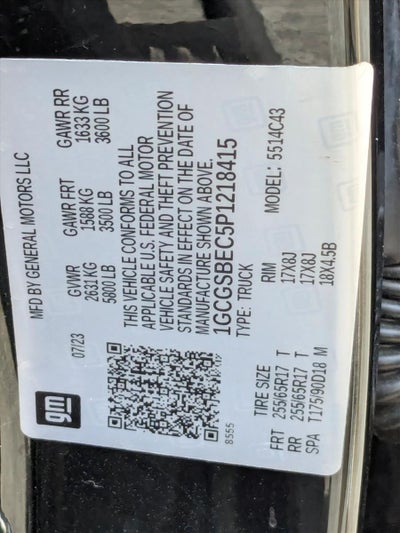 MFD BY GENERAL MOTORS LLC
gm
07/23
GVWR
2631 KG
5800 LB
GAWR FRT
1588 KG
3500 LB
GAWR RR
1633 KG
3600 LB
THIS VEHICLE CONFORMS TO ALL
APPLICABLE U.S. FEDERAL MOTOR
VEHICLE SAFETY AND THEFT PREVENTION
STANDARDS IN EFFECT ON THE DATE OF
MANUFACTURE SHOWN ABOVE.
8555
1GCGSBEC5P1218415
TYPE: TRUCK
MODEL: 5514C43
TIRE SIZE RIM
FRT 255/65R17 T 17X8J
RR 255/65R17 T 17X8J
SPA T175/90D18 M 18X4.5B